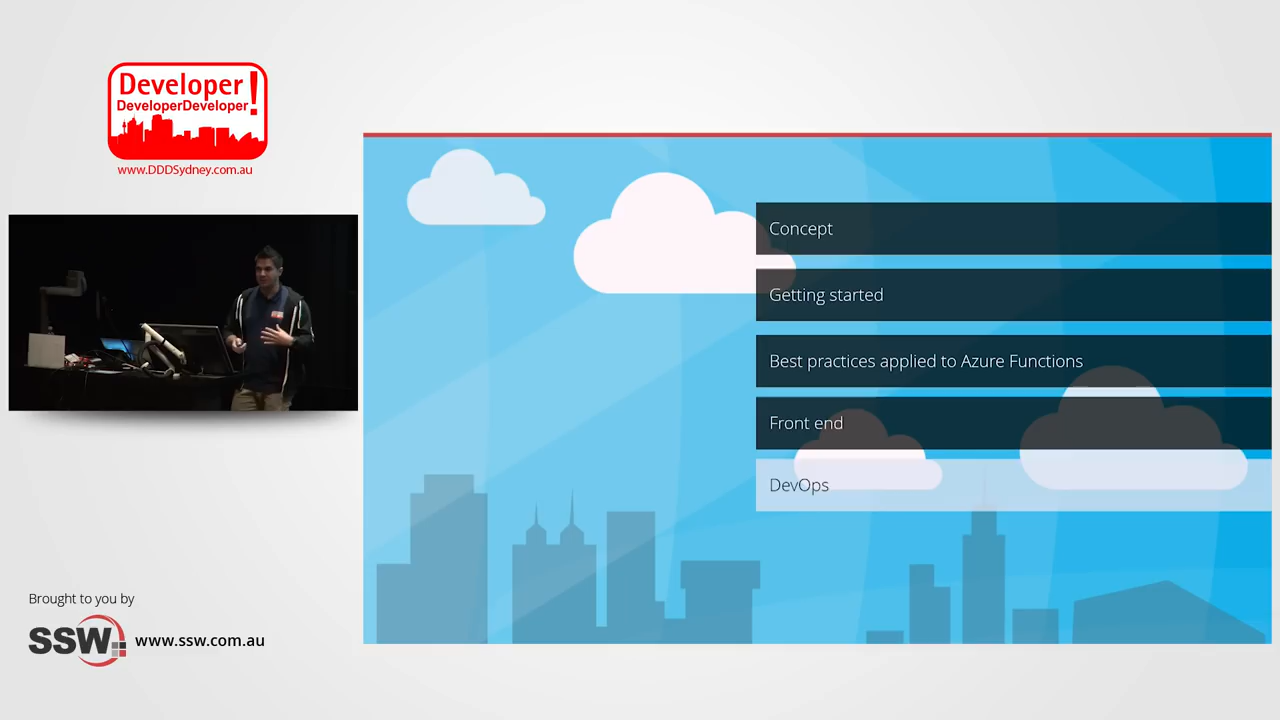 Developer!
DeveloperDeveloper
www.DDDSydney.com.au
Concept
Getting started
Best practices applied to Azure Functions
Front end
DevOps
Brought to you by
SSW
www.ssw.com.au